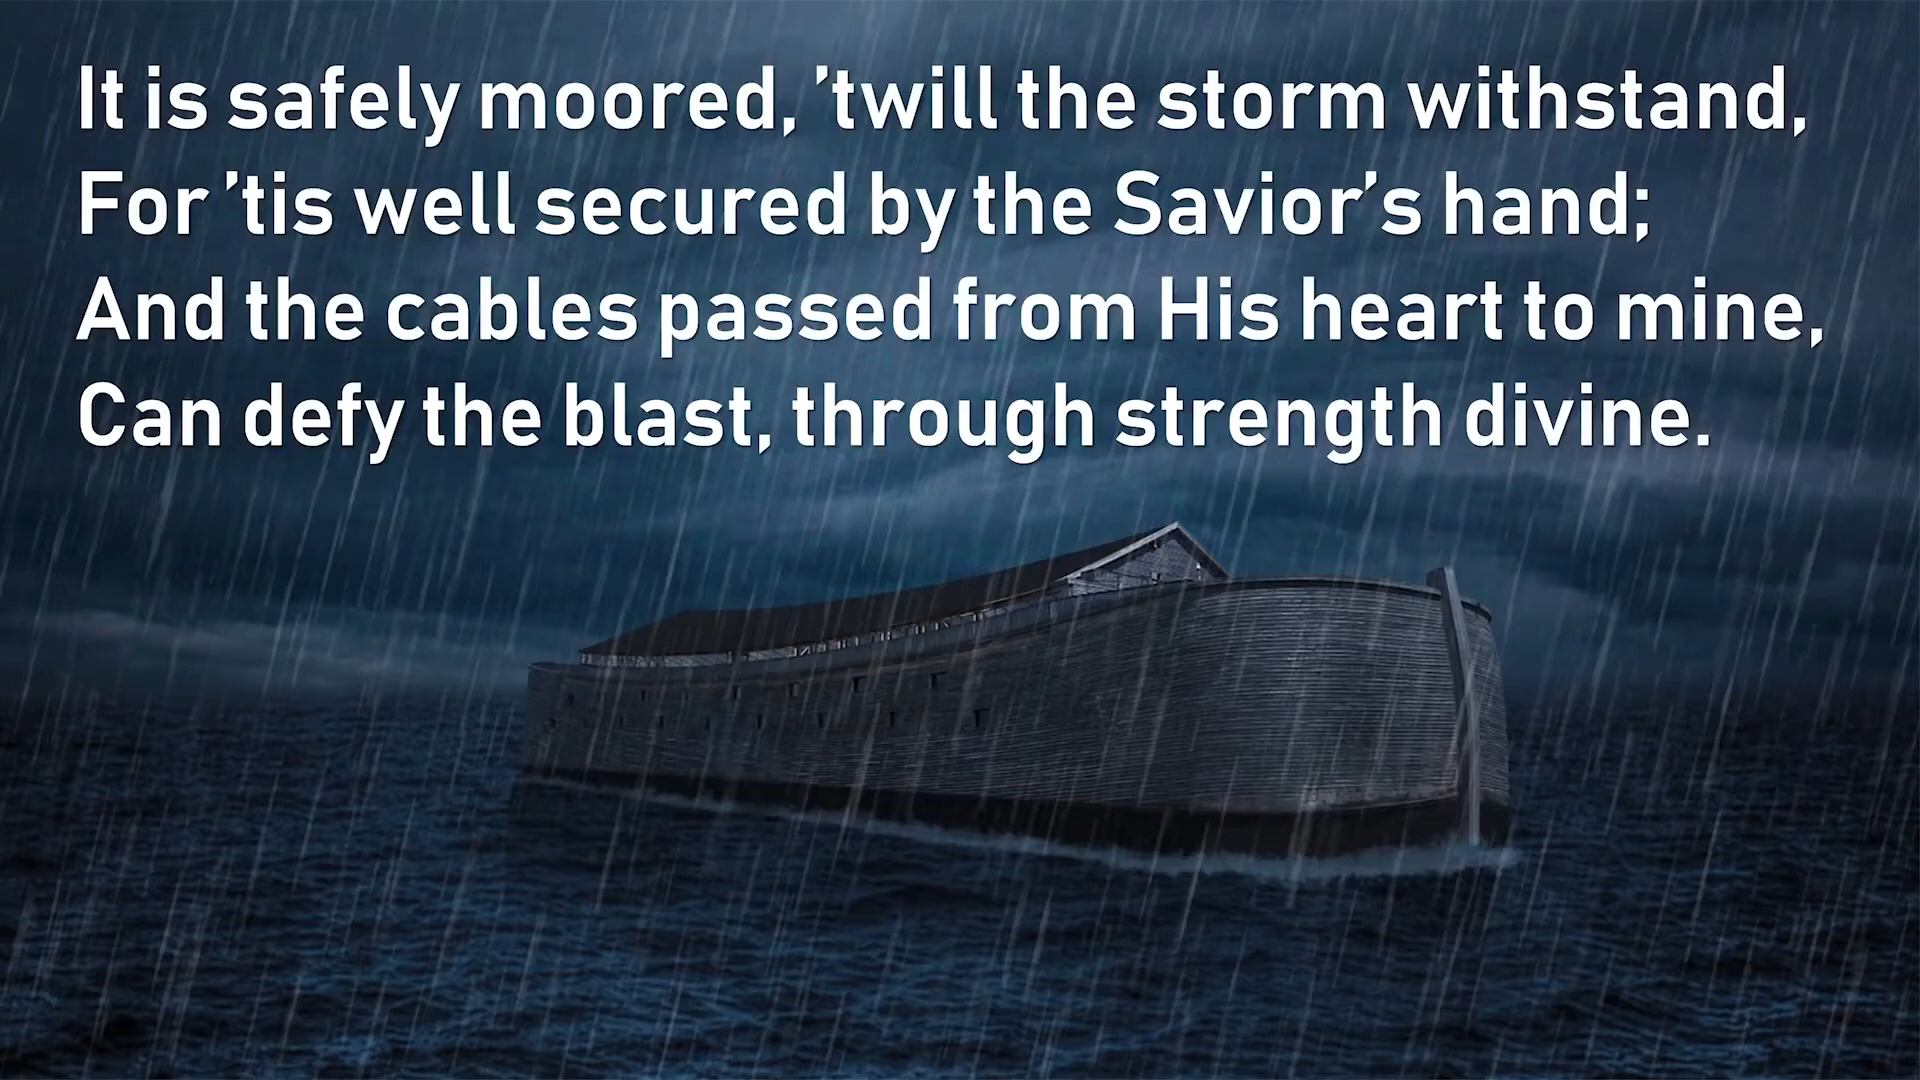 It is safely moored, ’twill the storm withstand,
For ’tis well secured by the Savior’s hand;
And the cables passed from His heart to mine,
Can defy the blast, through strength divine.